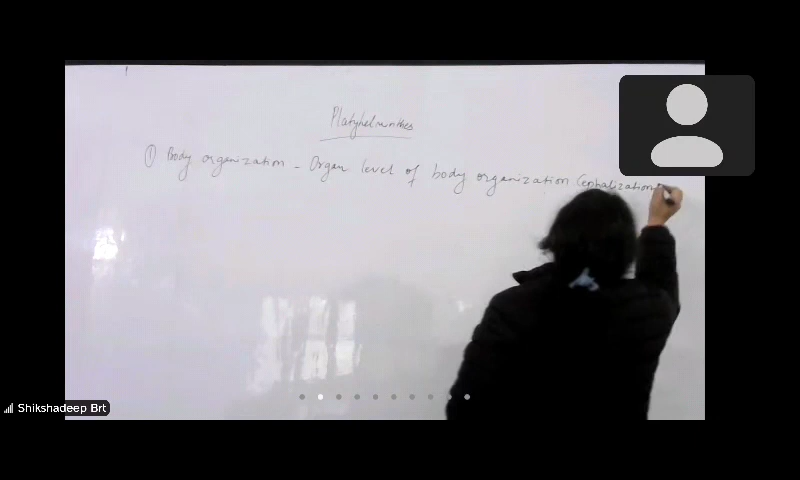 Platyhelminthes
① Body organization - Organ level of body organization Cephalization
Shikshadeep Brt